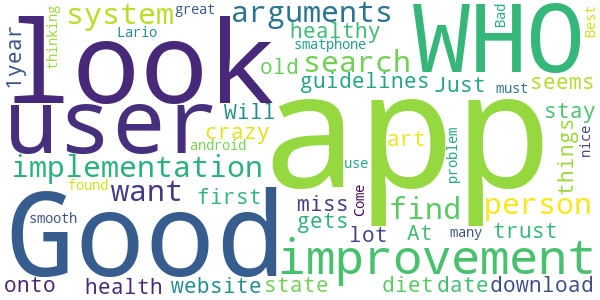 1year
thinking
system
great
Lario
look
arguments
healthy
smatphone
old
search
WHO
Bad
Best
user
Will
crazy
android
guidelines
Just
must
seems
stay
things
nice
app
art
use
problem
implementation
found
want
first
smooth
Good
miss
gets
Come
lot
find
At
many
trust
person
improvement
onto
health
website
state
diet
date
download